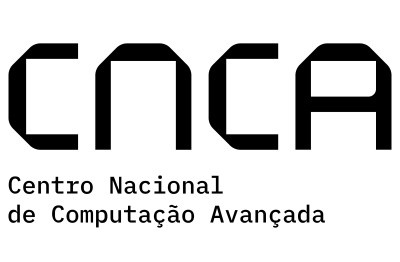 CNCA
Centro Nacional
de Computação Avançada